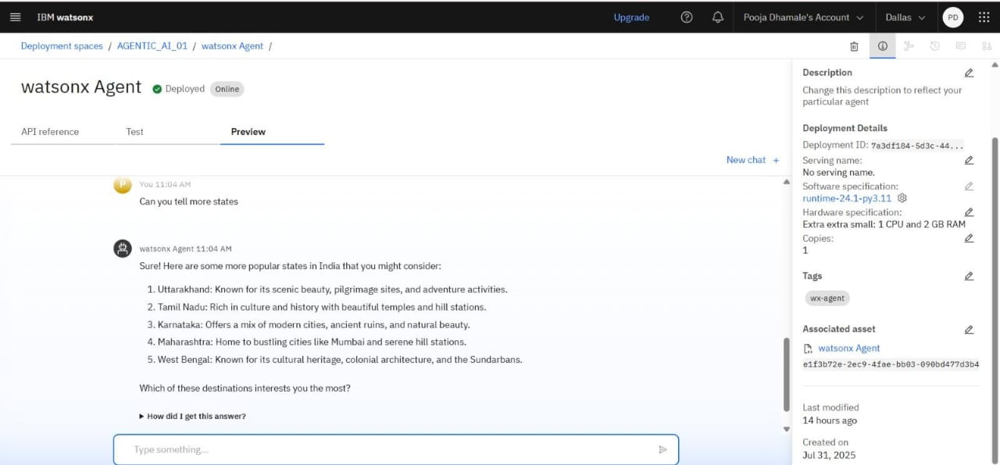 IBM watsonx
Upgrade
Pooja Dhamale's Account
Dallas
PD
Deployment spaces / AGENTIC_AI_01 / watsonx Agent /
watsonx Agent
Deployed
Online
API reference
Test
Preview
New chat +
P
You 11:04 AM
Can you tell more states
watsonx Agent 11:04 AM
Sure! Here are some more popular states in India that you might consider:
1. Uttarakhand: Known for its scenic beauty, pilgrimage sites, and adventure activities.
2. Tamil Nadu: Rich in culture and history with beautiful temples and hill stations.
3. Karnataka: Offers a mix of modern cities, ancient ruins, and natural beauty.
4. Maharashtra: Home to bustling cities like Mumbai and serene hill stations.
5. West Bengal: Known for its cultural heritage, colonial architecture, and the Sundarbans.
Which of these destinations interests you the most?
How did I get this answer?
Type something...
Description
Change this description to reflect your
particular agent
Deployment Details
Deployment ID: 7a3df184-5d3c-44...
Serving name:
No serving name.
Software specification:
runtime-24.1-py3.11
Hardware specification:
Extra extra small: 1 CPU and 2 GB RAM
Copies:
1
Tags
wx-agent
Associated asset
watsonx Agent
e1f3b72e-2ec9-4fae-bb03-090bd477d3b4
Last modified
14 hours ago
Created on
Jul 31, 2025